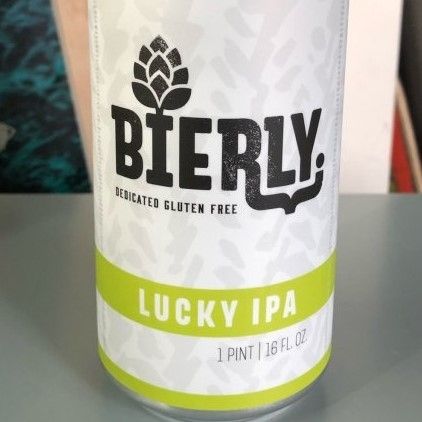 BIERLY.
DEDICATED GLUTEN FREE
LUCKY IPA
1 PINT | 16 FL. OZ.